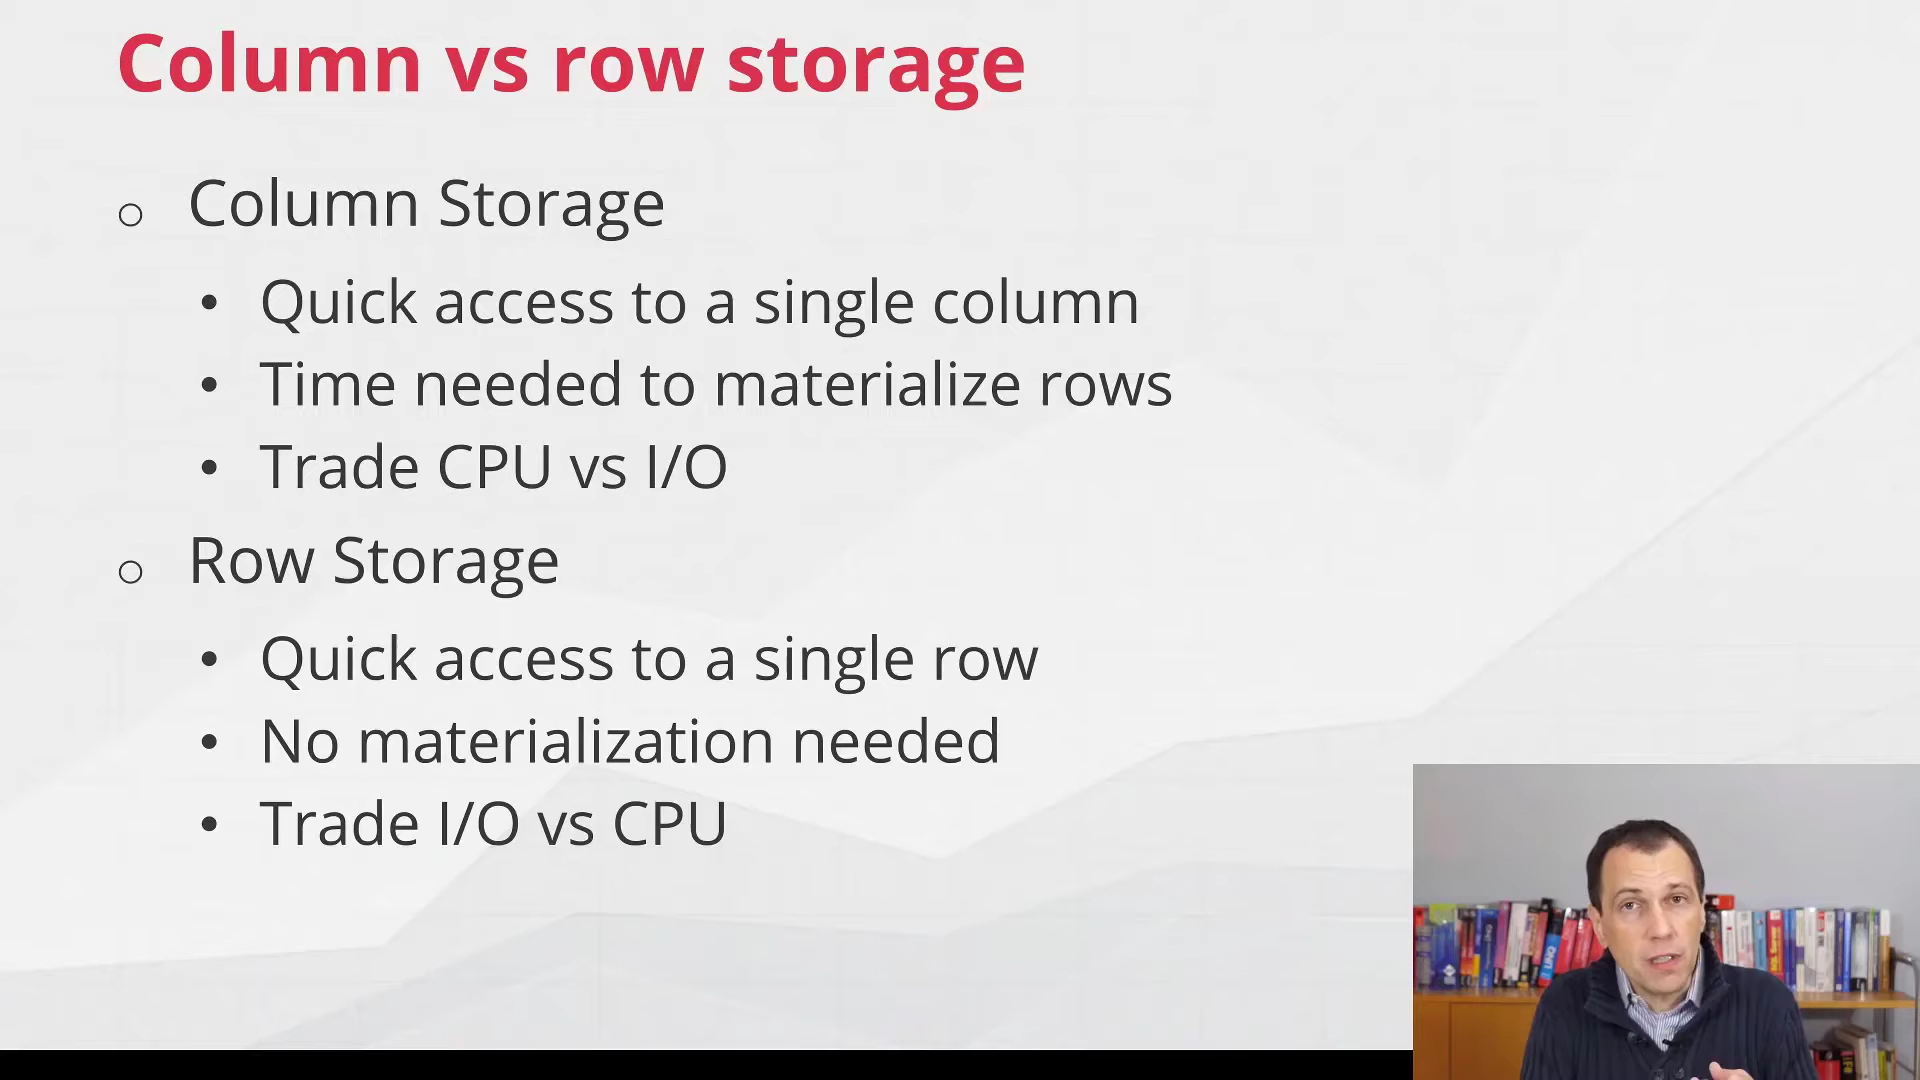 Column vs row storage
○ Column Storage
• Quick access to a single column
• Time needed to materialize rows
• Trade CPU vs I/O
○ Row Storage
• Quick access to a single row
• No materialization needed
• Trade I/O vs CPU
LINQ